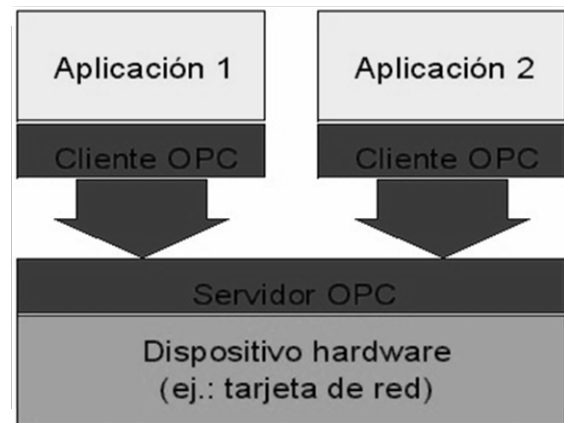 Aplicación 1
Aplicación 2
Cliente OPC
Cliente OPC
Servidor OPC
Dispositivo hardware
(ej.: tarjeta de red)